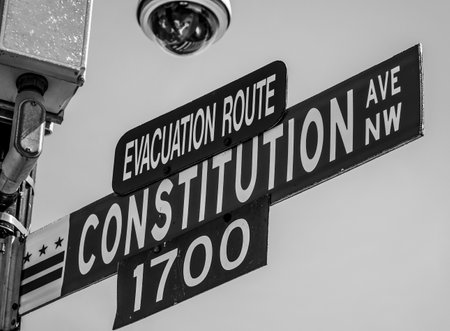 EVACUATION ROUTE
CONSTITUTION AVE NW
1700